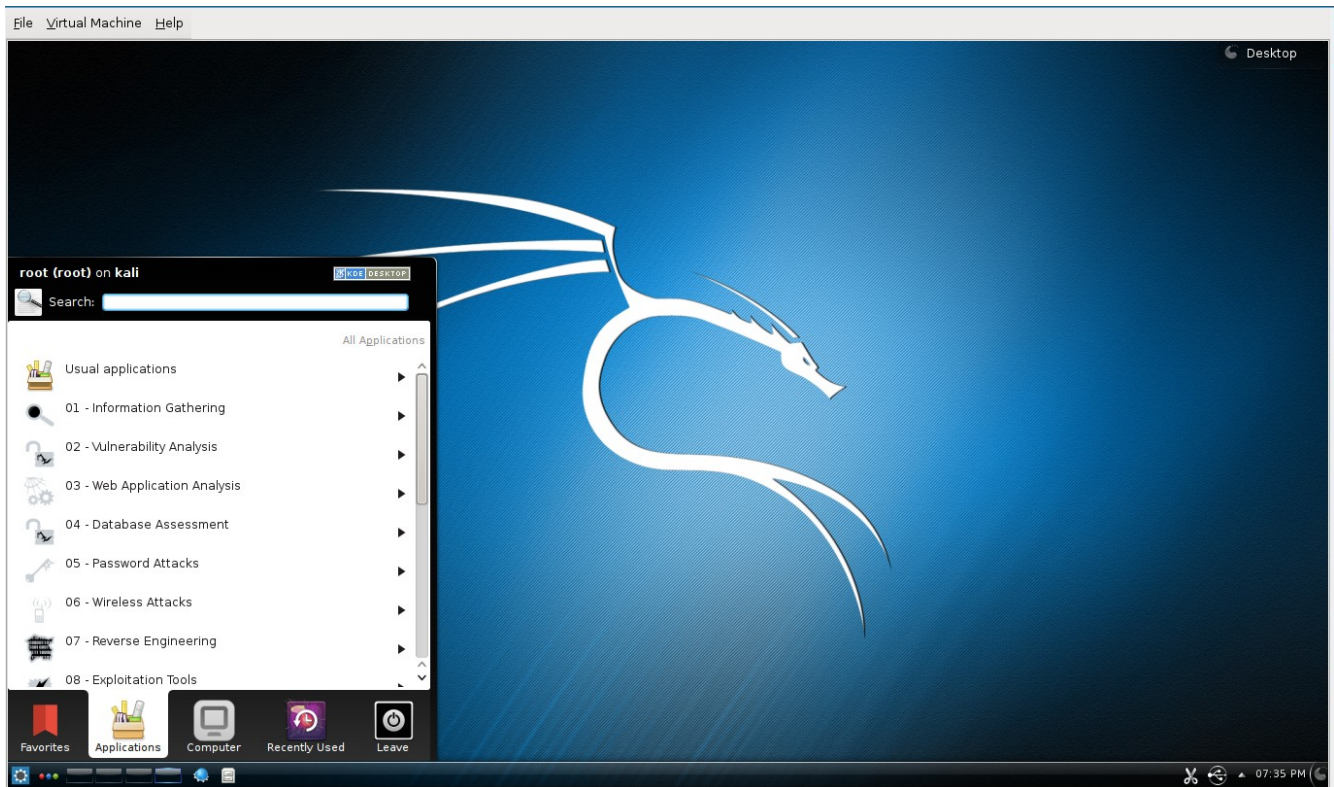 File Virtual Machine Help
Desktop
root (root) on kali
KDE DESKTOP
Search:
All Applications
Usual applications
01 - Information Gathering
02 - Vulnerability Analysis
03 - Web Application Analysis
04 - Database Assessment
05 - Password Attacks
06 - Wireless Attacks
07 - Reverse Engineering
08 - Exploitation Tools
Favorites Applications Computer Recently Used Leave
07:35 PM